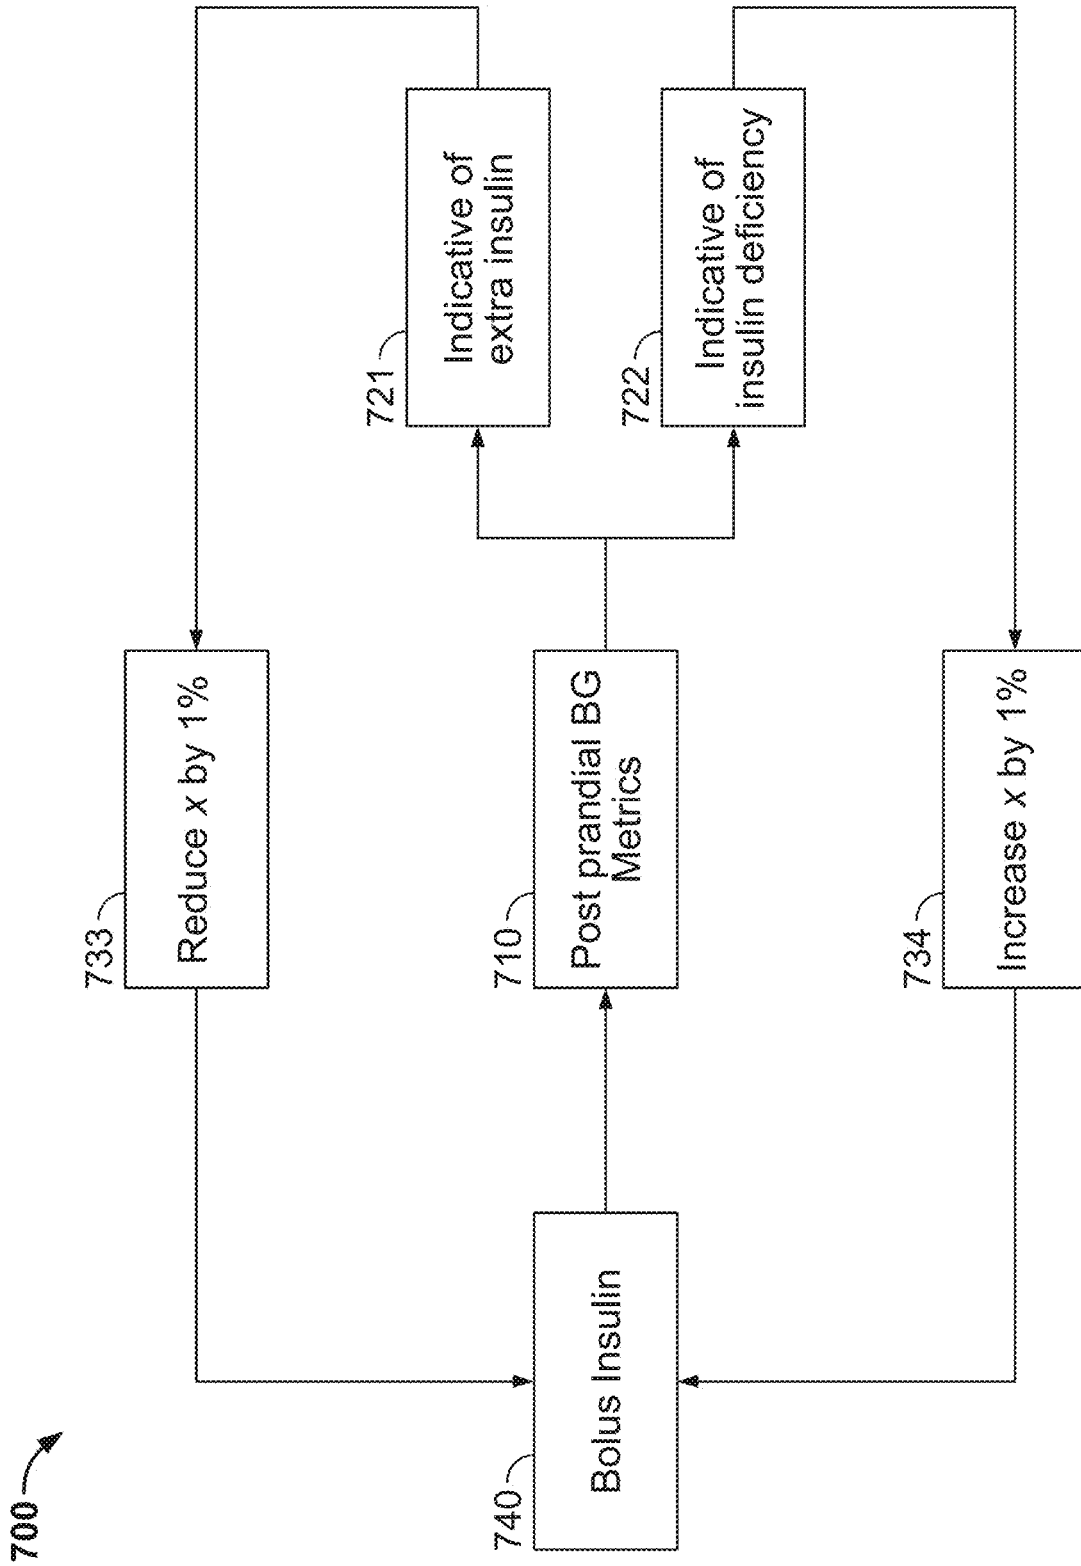 700
733
Reduce x by 1%
721
Indicative of
extra insulin
740
Bolus Insulin
710
Post prandial BG
Metrics
722
Indicative of
insulin deficiency
734
Increase x by 1%